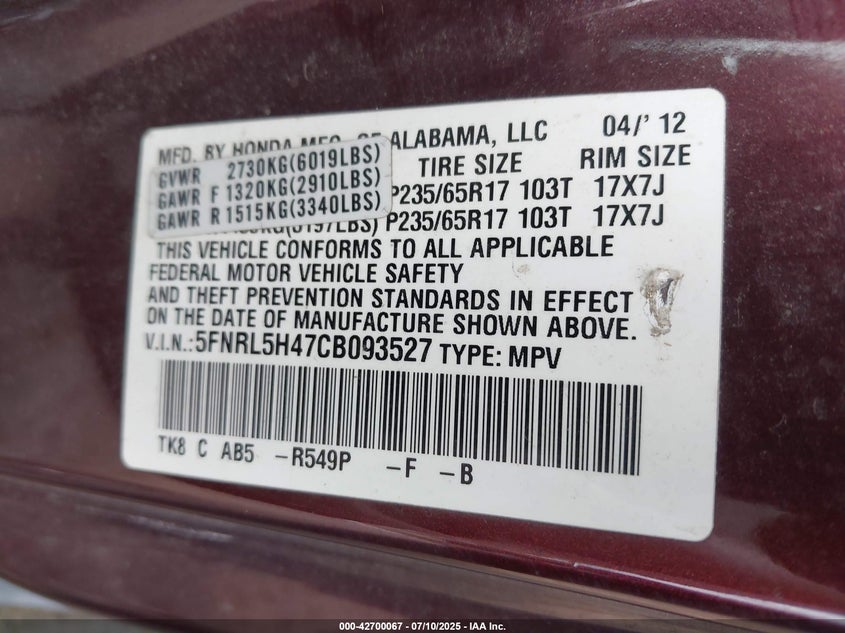 MFD. BY HONDA MFG. OF ALABAMA, LLC 04/' 12
GVWR 2730KG(6019LBS) TIRE SIZE RIM SIZE
GAWR F 1320KG(2910LBS) P235/65R17 103T 17X7J
GAWR R 1515KG(3340LBS) P235/65R17 103T 17X7J
THIS VEHICLE CONFORMS TO ALL APPLICABLE
FEDERAL MOTOR VEHICLE SAFETY
AND THEFT PREVENTION STANDARDS IN EFFECT
ON THE DATE OF MANUFACTURE SHOWN ABOVE.
V.I.N.:5FNRL5H47CB093527 TYPE: MPV
TK8 C AB5 -R549P -F -B
000-42700067 / 07/10/2025 - IAA Inc.